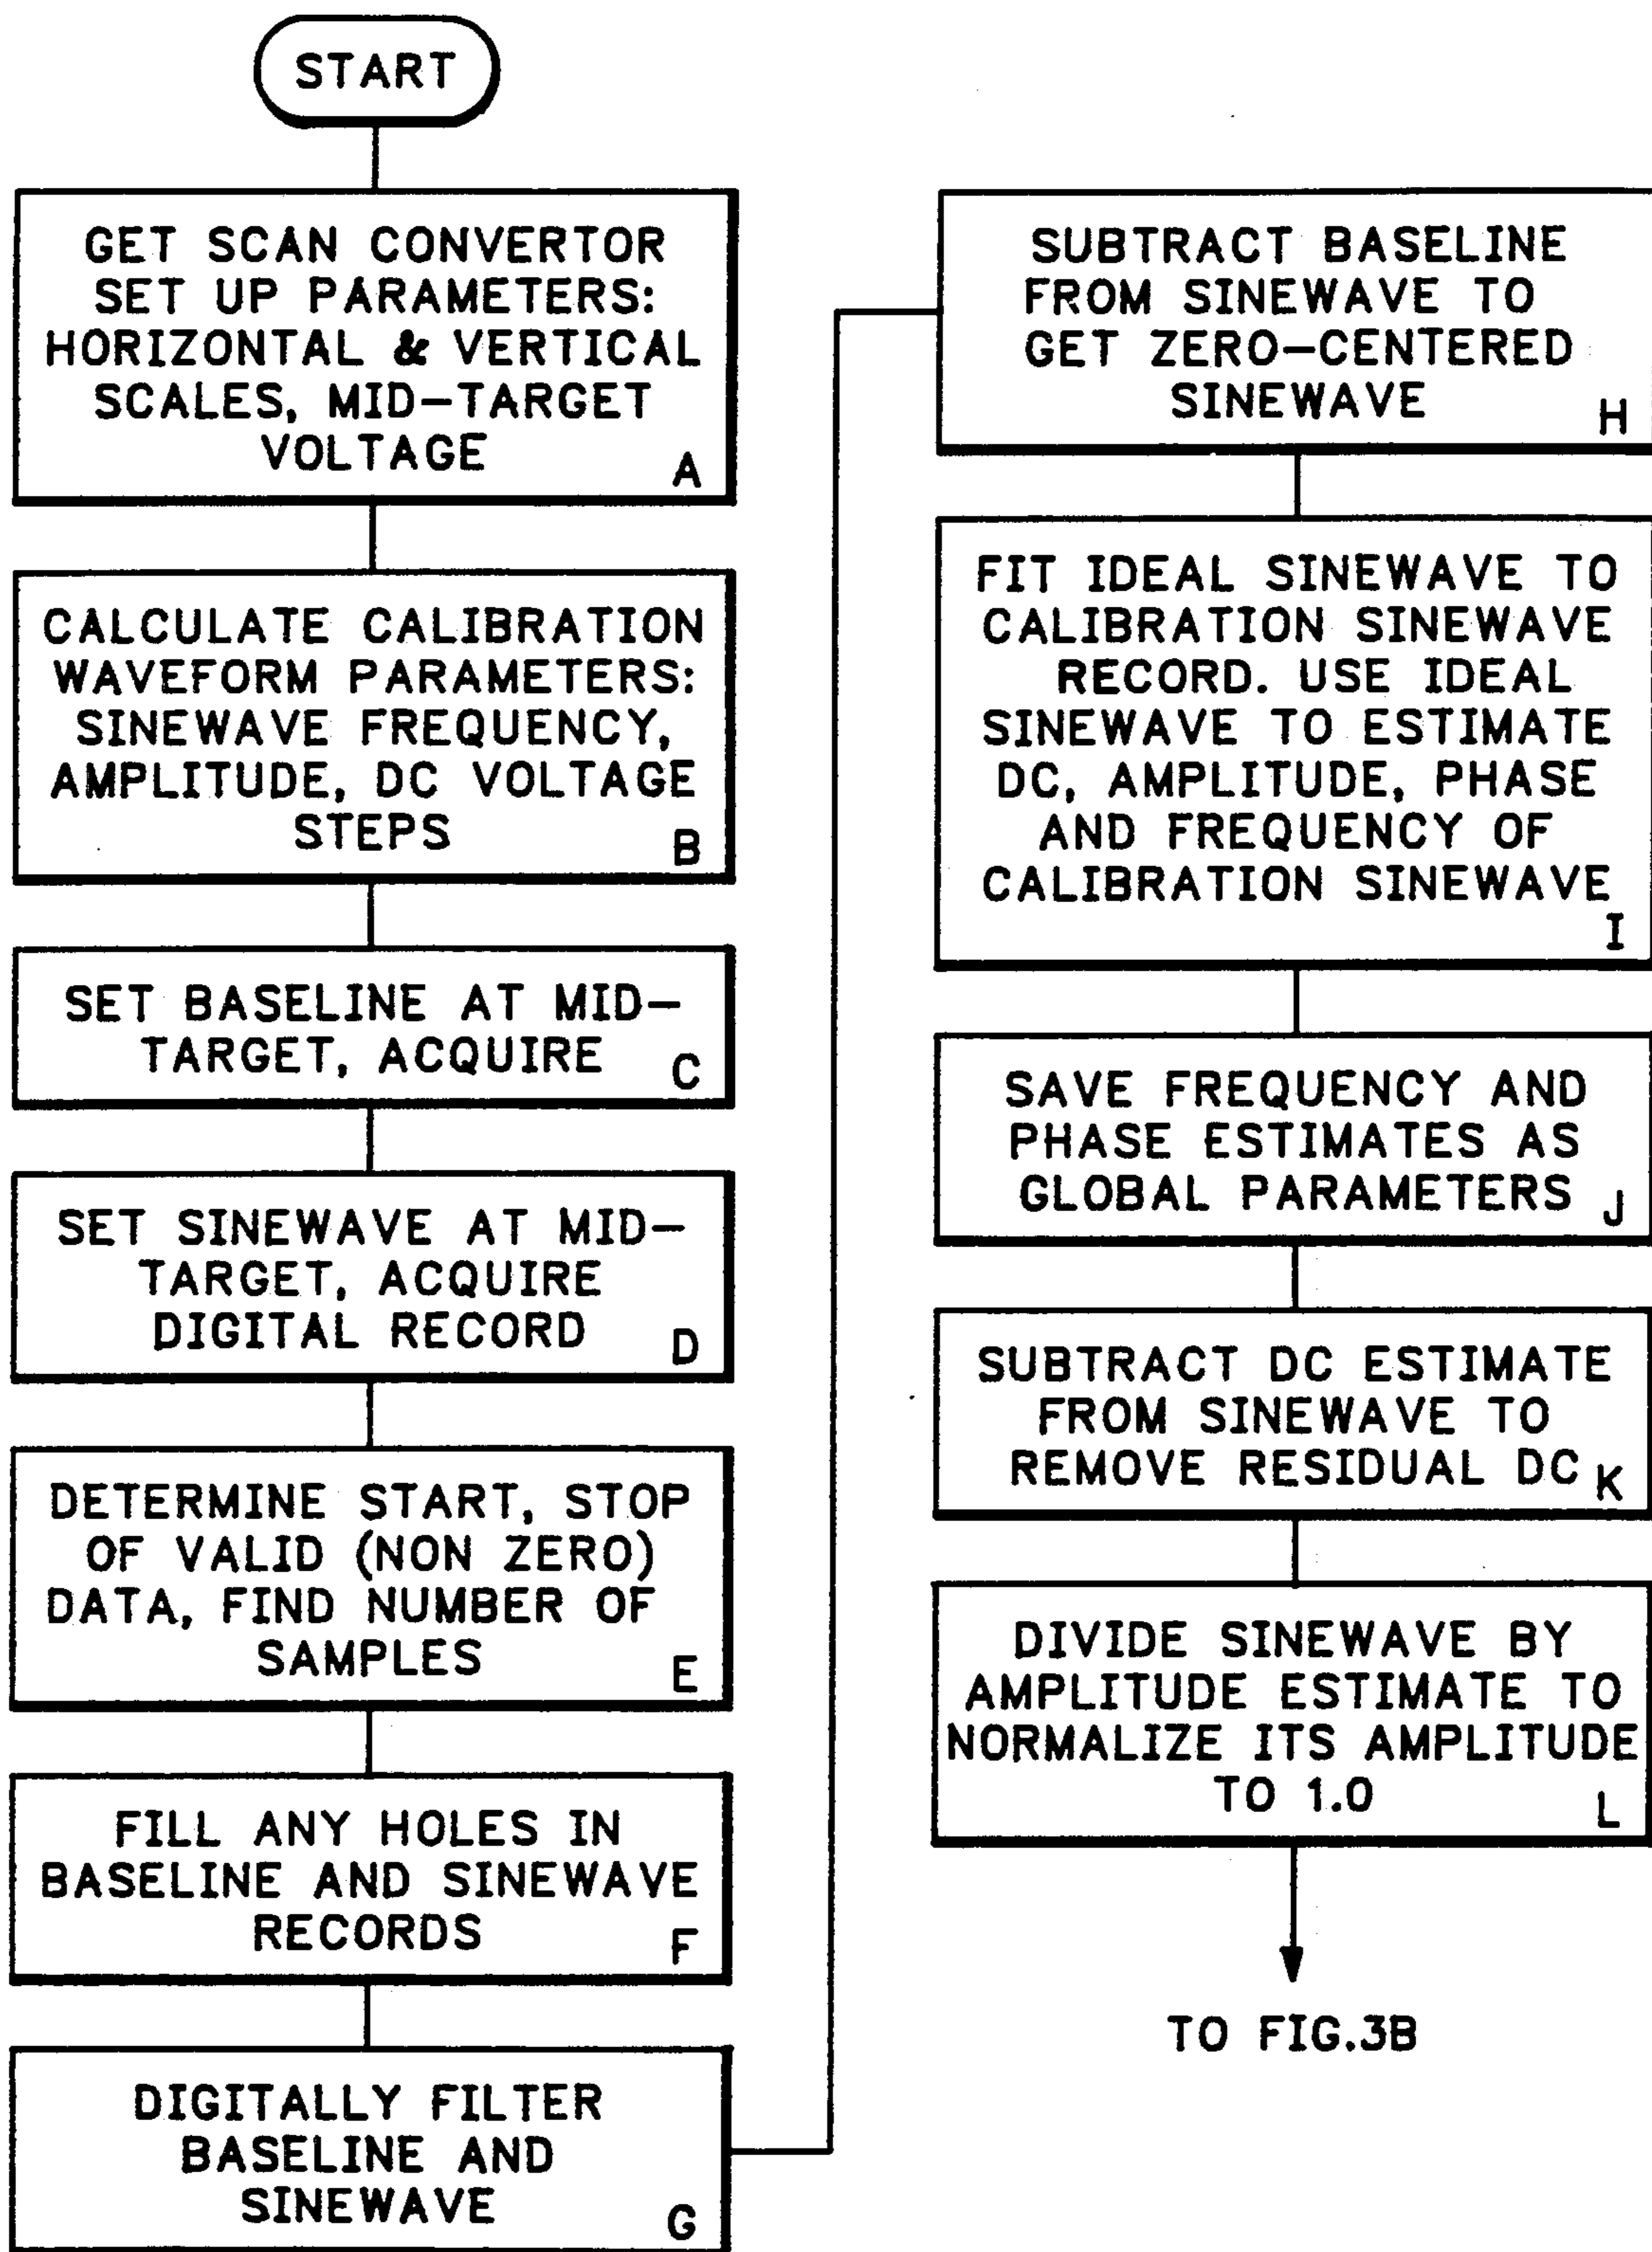 START
GET SCAN CONVERTOR
SET UP PARAMETERS:
HORIZONTAL & VERTICAL
SCALES, MID-TARGET
VOLTAGE
A
CALCULATE CALIBRATION
WAVEFORM PARAMETERS:
SINEWAVE FREQUENCY,
AMPLITUDE, DC VOLTAGE
STEPS
B
SET BASELINE AT MID-
TARGET, ACQUIRE
C
SET SINEWAVE AT MID-
TARGET, ACQUIRE
DIGITAL RECORD
D
DETERMINE START, STOP
OF VALID (NON ZERO)
DATA, FIND NUMBER OF
SAMPLES
E
FILL ANY HOLES IN
BASELINE AND SINEWAVE
RECORDS
F
DIGITALLY FILTER
BASELINE AND
SINEWAVE
G
SUBTRACT BASELINE
FROM SINEWAVE TO
GET ZERO-CENTERED
SINEWAVE
H
FIT IDEAL SINEWAVE TO
CALIBRATION SINEWAVE
RECORD. USE IDEAL
SINEWAVE TO ESTIMATE
DC, AMPLITUDE, PHASE
AND FREQUENCY OF
CALIBRATION SINEWAVE
I
SAVE FREQUENCY AND
PHASE ESTIMATES AS
GLOBAL PARAMETERS
J
SUBTRACT DC ESTIMATE
FROM SINEWAVE TO
REMOVE RESIDUAL DC
K
DIVIDE SINEWAVE BY
AMPLITUDE ESTIMATE TO
NORMALIZE ITS AMPLITUDE
TO 1.0
L
TO FIG.3B